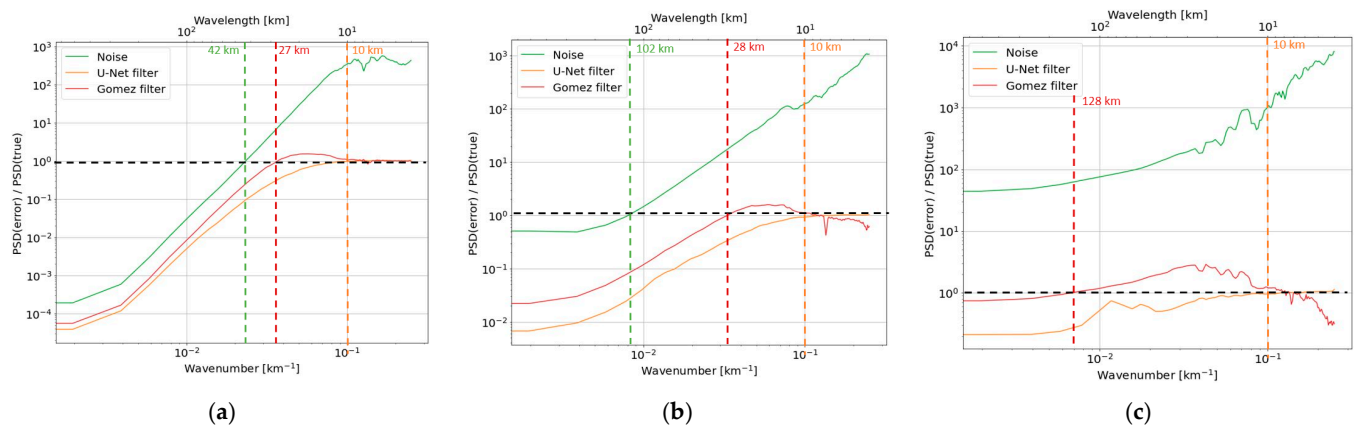 Wavelength [km]
10²
10¹
42 km
27 km
10 km
Noise
U-Net filter
Gomez filter
PSD(error) / PSD(true)
10³
10²
10¹
10⁰
10⁻¹
10⁻²
10⁻³
10⁻⁴
10⁻²
10⁻¹
Wavenumber [km⁻¹]
(a)
Wavelength [km]
10²
10¹
102 km
28 km
10 km
Noise
U-Net filter
Gomez filter
PSD(error) / PSD(true)
10³
10²
10¹
10⁰
10⁻¹
10⁻²
10⁻²
10⁻¹
Wavenumber [km⁻¹]
(b)
Wavelength [km]
10²
10¹
10 km
128 km
Noise
U-Net filter
Gomez filter
PSD(error) / PSD(true)
10⁴
10³
10²
10¹
10⁰
10⁻²
10⁻¹
Wavenumber [km⁻¹]
(c)